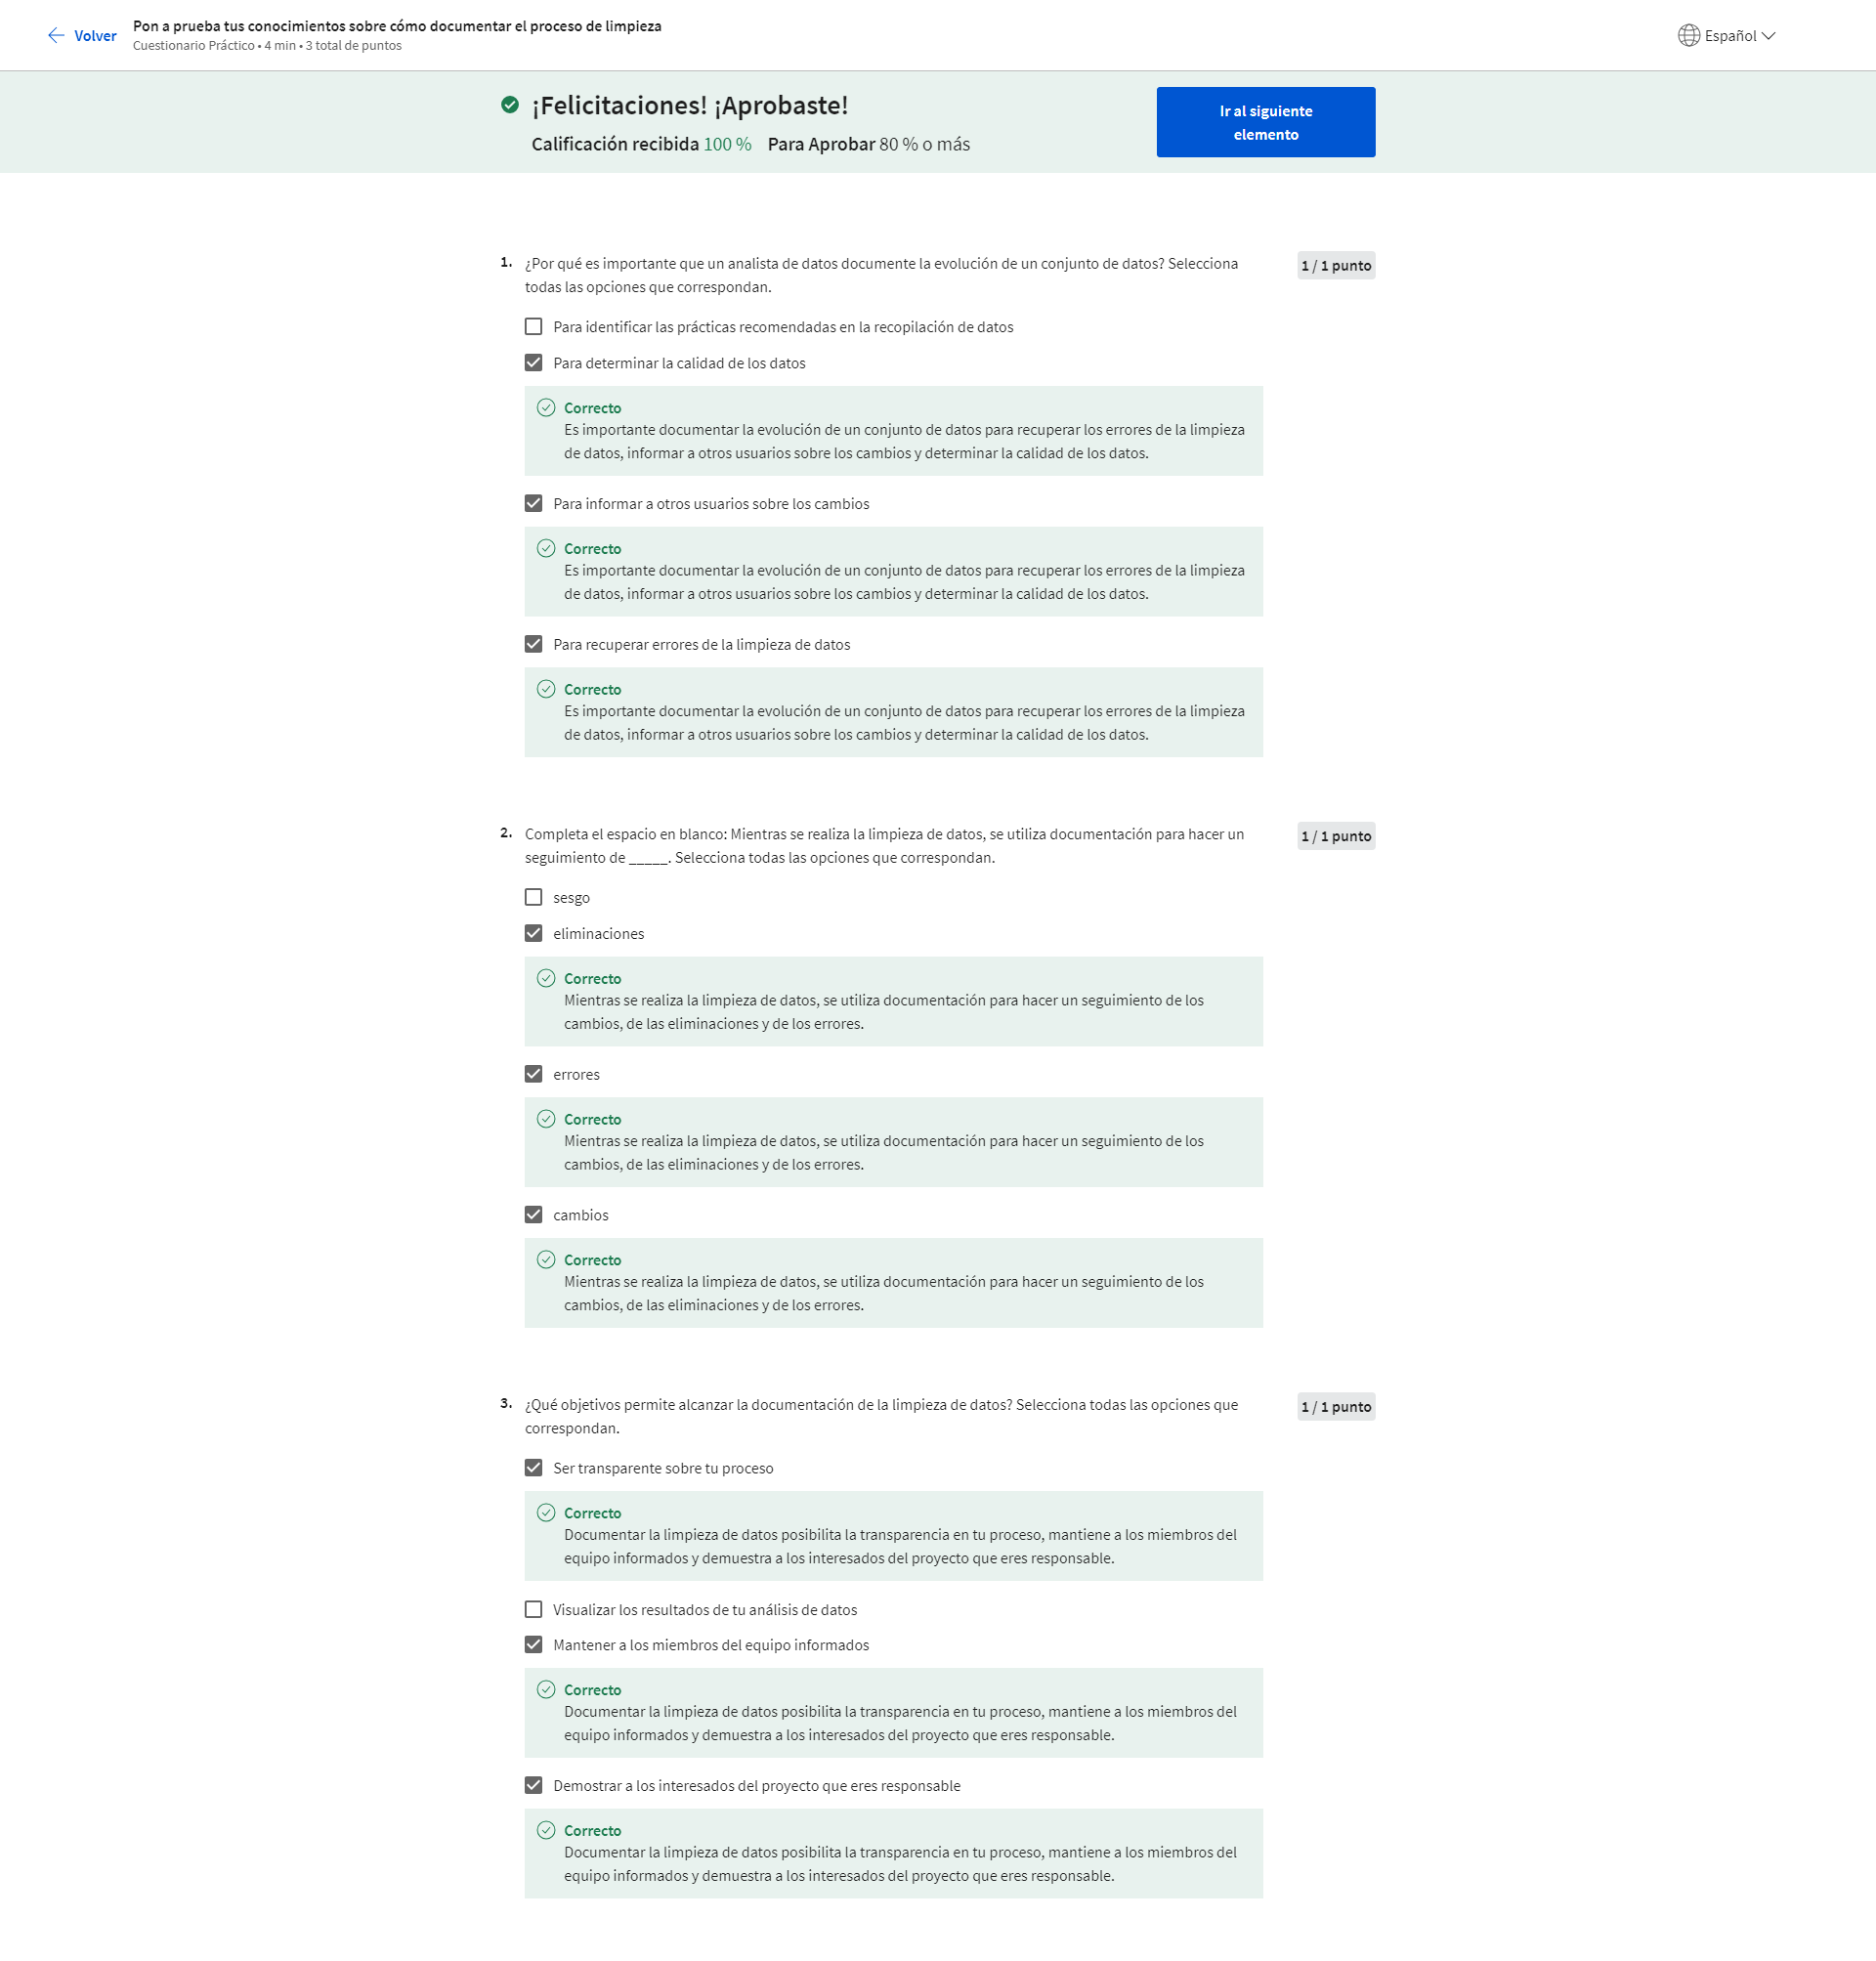 Volver
Pon a prueba tus conocimientos sobre cómo documentar el proceso de limpieza
Cuestionario Práctico • 4 min • 3 total de puntos
Español
¡Felicitaciones! ¡Aprobaste!
Calificación recibida 100 % Para Aprobar 80 % o más
Ir al siguiente
elemento
1. ¿Por qué es importante que un analista de datos documente la evolución de un conjunto de datos? Selecciona
todas las opciones que correspondan.
1 / 1 punto
Para identificar las prácticas recomendadas en la recopilación de datos
Para determinar la calidad de los datos
Correcto
Es importante documentar la evolución de un conjunto de datos para recuperar los errores de la limpieza
de datos, informar a otros usuarios sobre los cambios y determinar la calidad de los datos.
Para informar a otros usuarios sobre los cambios
Correcto
Es importante documentar la evolución de un conjunto de datos para recuperar los errores de la limpieza
de datos, informar a otros usuarios sobre los cambios y determinar la calidad de los datos.
Para recuperar errores de la limpieza de datos
Correcto
Es importante documentar la evolución de un conjunto de datos para recuperar los errores de la limpieza
de datos, informar a otros usuarios sobre los cambios y determinar la calidad de los datos.
2. Completa el espacio en blanco: Mientras se realiza la limpieza de datos, se utiliza documentación para hacer un
seguimiento de _____. Selecciona todas las opciones que correspondan.
1 / 1 punto
sesgo
eliminaciones
Correcto
Mientras se realiza la limpieza de datos, se utiliza documentación para hacer un seguimiento de los
cambios, de las eliminaciones y de los errores.
errores
Correcto
Mientras se realiza la limpieza de datos, se utiliza documentación para hacer un seguimiento de los
cambios, de las eliminaciones y de los errores.
cambios
Correcto
Mientras se realiza la limpieza de datos, se utiliza documentación para hacer un seguimiento de los
cambios, de las eliminaciones y de los errores.
3. ¿Qué objetivos permite alcanzar la documentación de la limpieza de datos? Selecciona todas las opciones que
correspondan.
1 / 1 punto
Ser transparente sobre tu proceso
Correcto
Documentar la limpieza de datos posibilita la transparencia en tu proceso, mantiene a los miembros del
equipo informados y demuestra a los interesados del proyecto que eres responsable.
Visualizar los resultados de tu análisis de datos
Mantener a los miembros del equipo informados
Correcto
Documentar la limpieza de datos posibilita la transparencia en tu proceso, mantiene a los miembros del
equipo informados y demuestra a los interesados del proyecto que eres responsable.
Demostrar a los interesados del proyecto que eres responsable
Correcto
Documentar la limpieza de datos posibilita la transparencia en tu proceso, mantiene a los miembros del
equipo informados y demuestra a los interesados del proyecto que eres responsable.